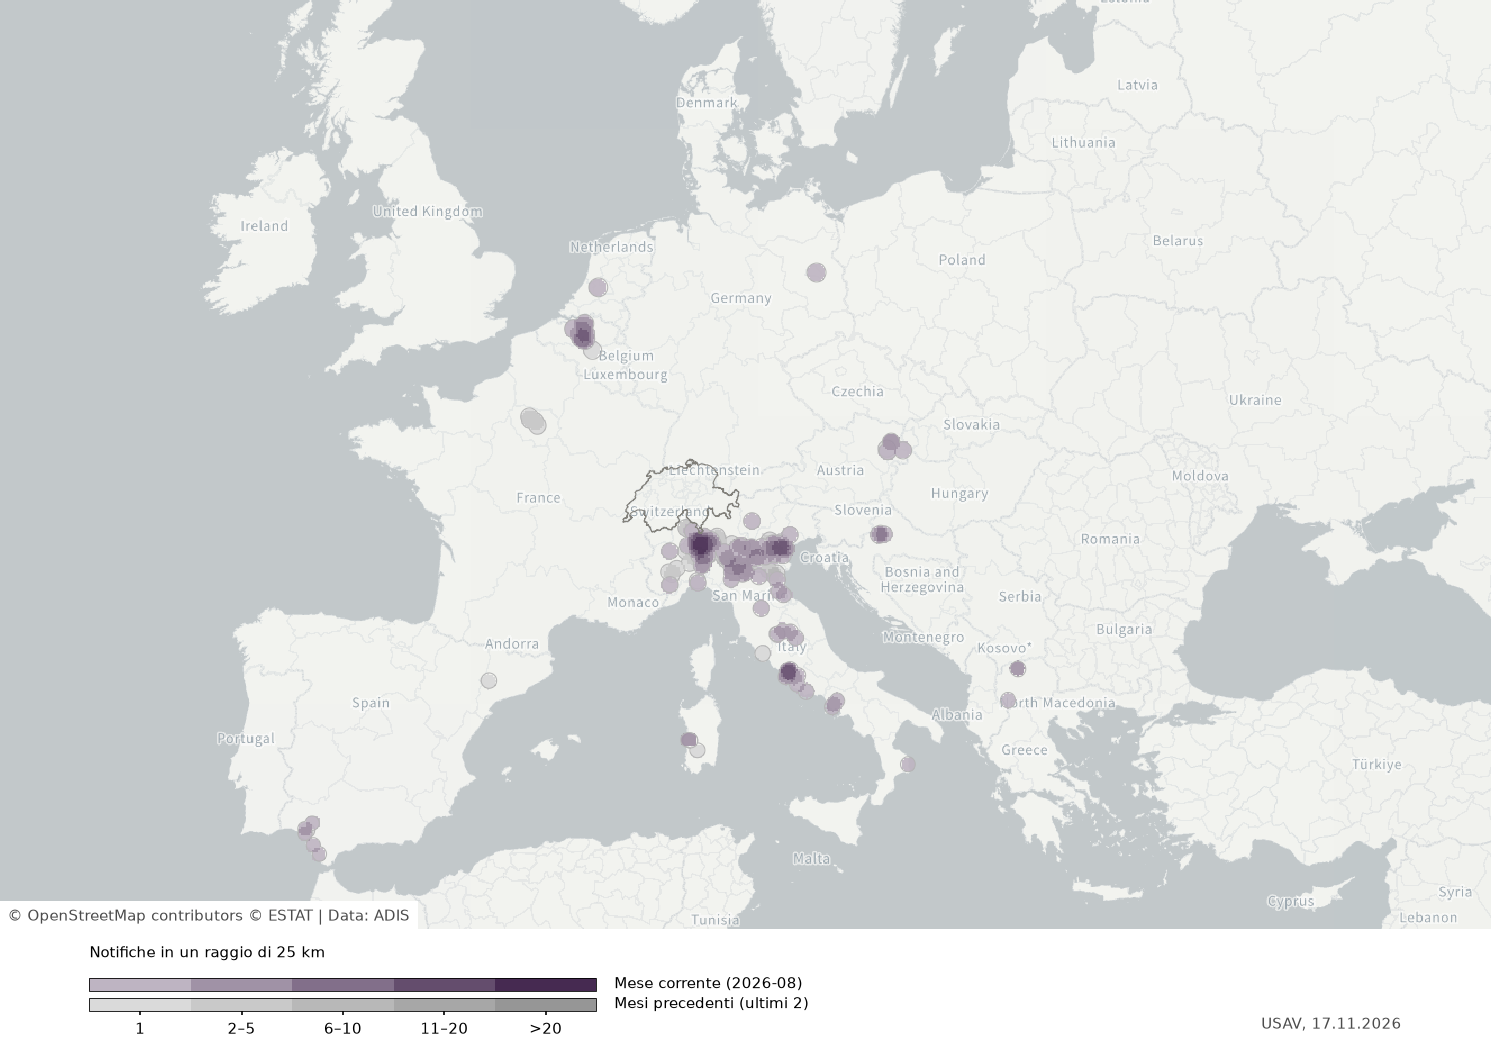 Estonia
Latvia
Denmark
Lithuania
United Kingdom
Ireland
Belarus
Netherlands
Poland
Germany
Belgium
Luxembourg
Czechia
Ukraine
Slovakia
Liechtenstein
Austria
Moldova
France
Hungary
Switzerland
Slovenia
Romania
Croatia
Bosnia and
Herzegovina
Monaco
San Marino
Serbia
Bulgaria
Andorra
Montenegro
Italy
Kosovo*
Spain
North Macedonia
Albania
Portugal
Greece
Türkiye
Malta
Cyprus
Syria
Lebanon
Tunisia
© OpenStreetMap contributors © ESTAT | Data: ADIS
Notifiche in un raggio di 25 km
Mese corrente (2026-08)
Mesi precedenti (ultimi 2)
1 2–5 6–10 11–20 >20
USAV, 17.11.2026